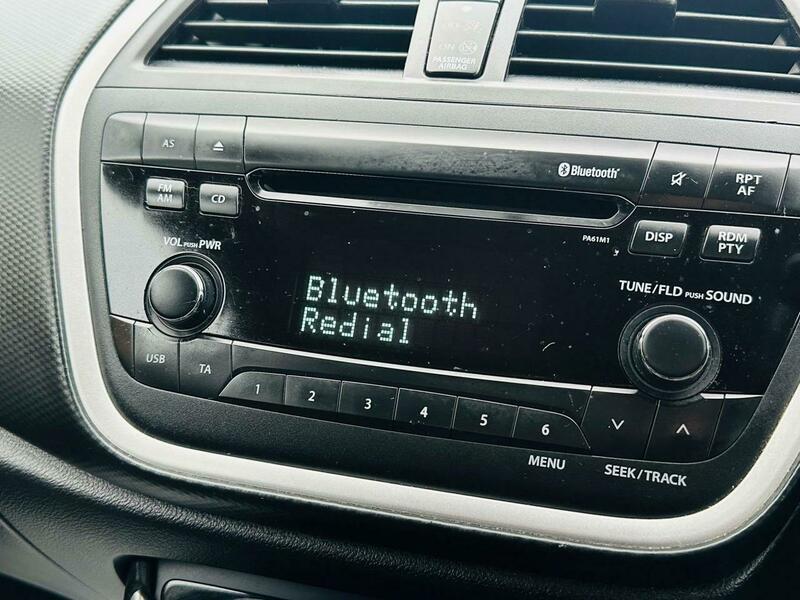 ON
PASSENGER
AIRBAG
AS
Bluetooth
RPT
AF
FM
AM
CD
PA61M1
DISP
RDM
PTY
VOL PUSH PWR
TUNE/FLD PUSH SOUND
Bluetooth
Redial
USB
TA
1
2
3
4
5
6
MENU
SEEK/TRACK